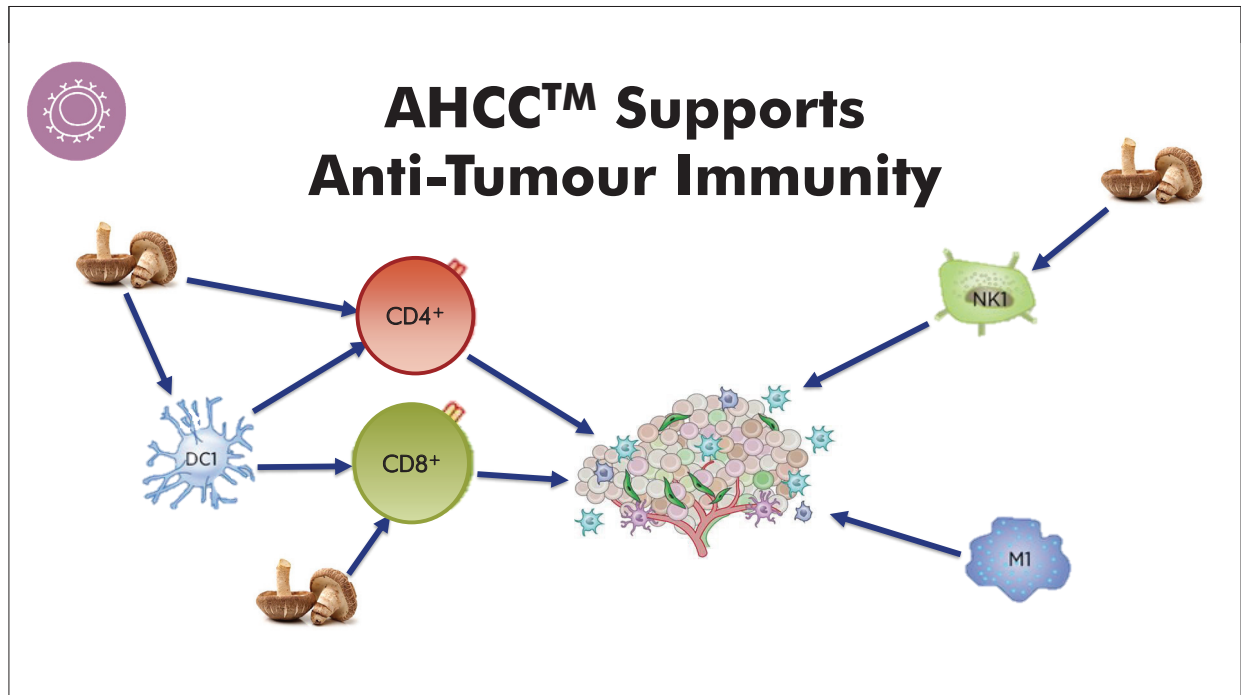 AHCC™ Supports
Anti-Tumour Immunity
NK1
CD4⁺
DC1
CD8⁺
M1